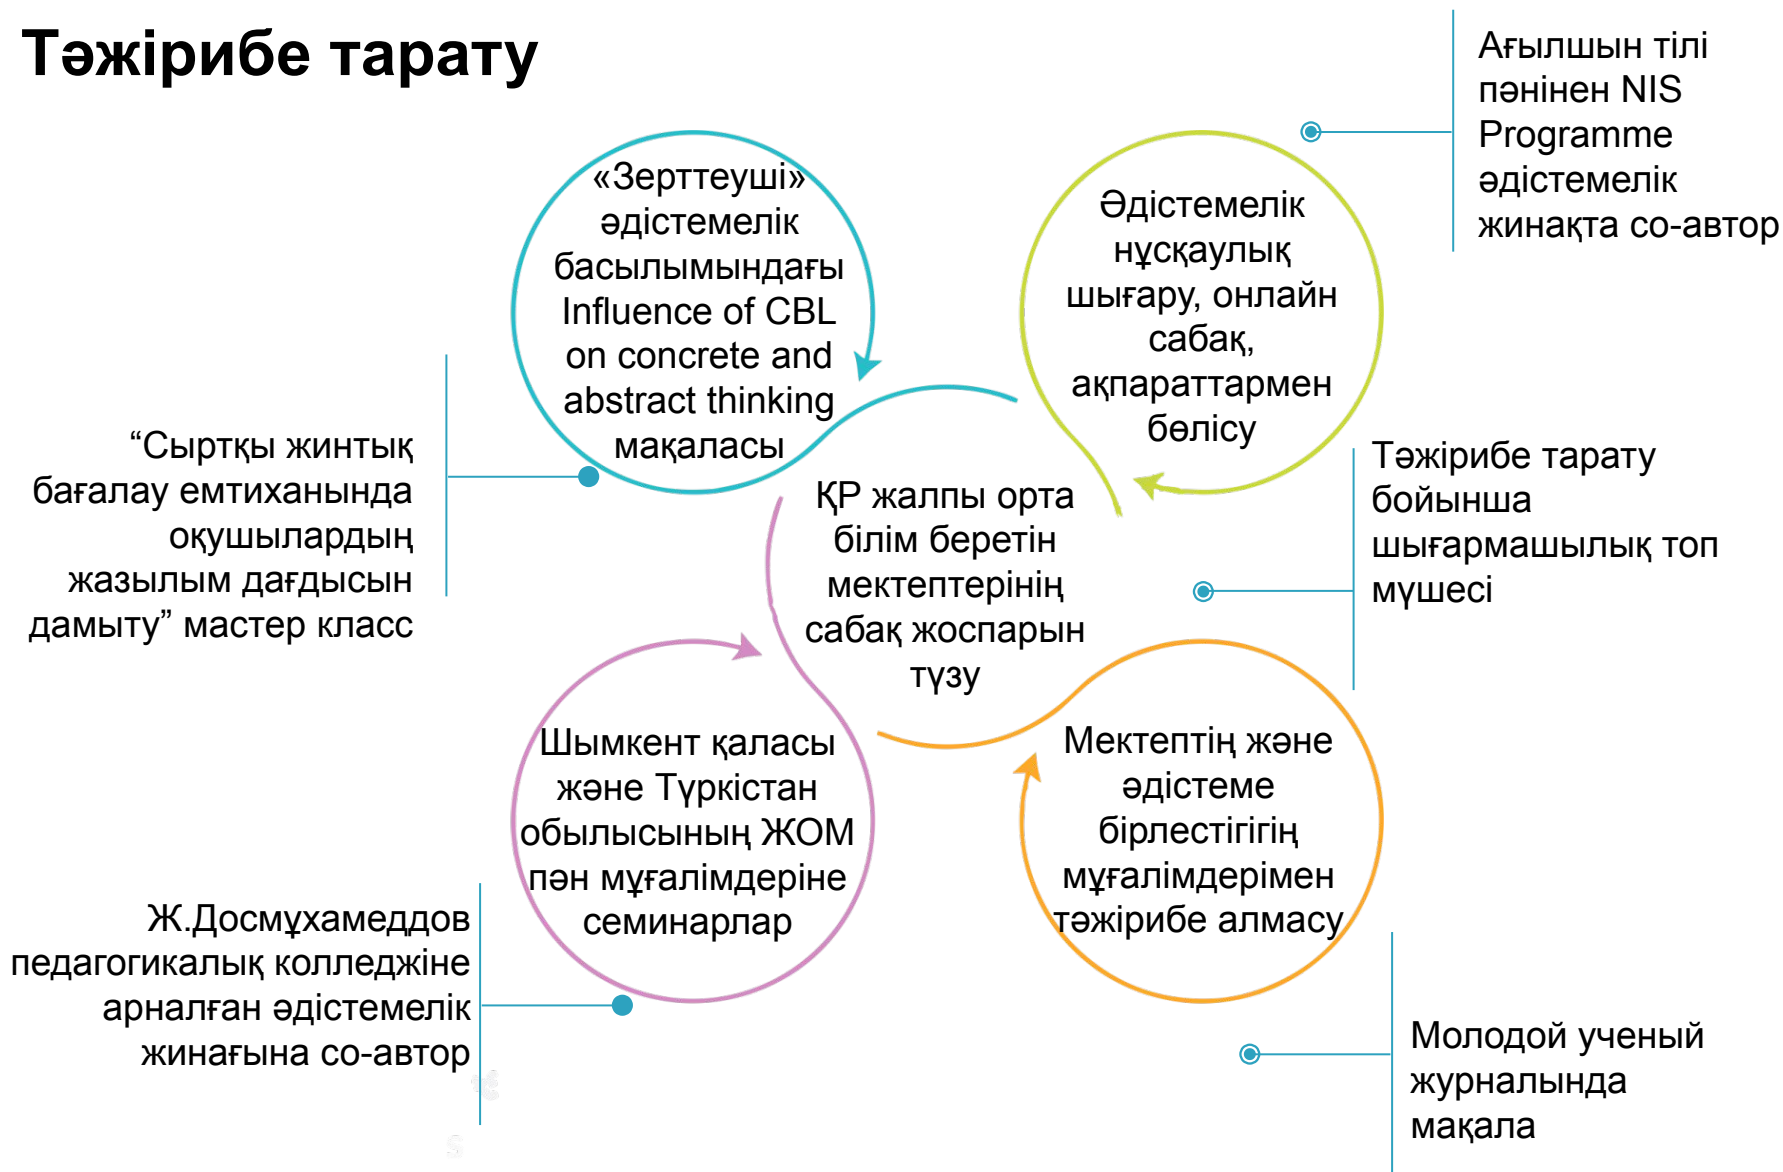 Тәжірибе тарату
Ағылшын тілі
пәнінен NIS
Programme
әдістемелік
жинақта со-автор
«Зерттеуші»
әдістемелік
басылымындағы
Influence of CBL
on concrete and
abstract thinking
мақаласы
Әдістемелік
нұсқаулық
шығару, онлайн
сабақ,
ақпараттармен
бөлісу
“Сыртқы жинтық
бағалау емтиханында
оқушылардың
жазылым дағдысын
дамыту” мастер класс
ҚР жалпы орта
білім беретін
мектептерінің
сабақ жоспарын
түзу
Тәжірибе тарату
бойынша
шығармашылық топ
мүшесі
Шымкент қаласы
және Түркістан
обылысының ЖОМ
пән мұғалімдеріне
семинарлар
Мектептің және
әдістеме
бірлестігігің
мұғалімдерімен
тәжірибе алмасу
Ж.Досмұхамеддов
педагогикалық колледжіне
арналған әдістемелік
жинағына со-автор
Молодой ученый
журналында
мақала